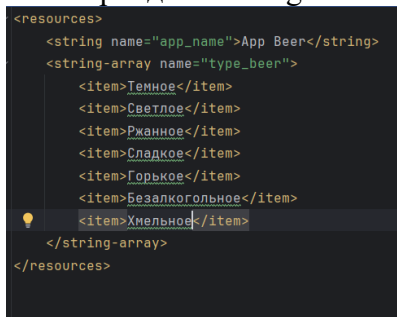 <resources>
<string name="app_name">App Beer</string>
<string-array name="type_beer">
<item>Темное</item>
<item>Светлое</item>
<item>Ржанное</item>
<item>Сладкое</item>
<item>Горькое</item>
<item>Безалкогольное</item>
<item>Хмельное</item>
</string-array>
</resources>